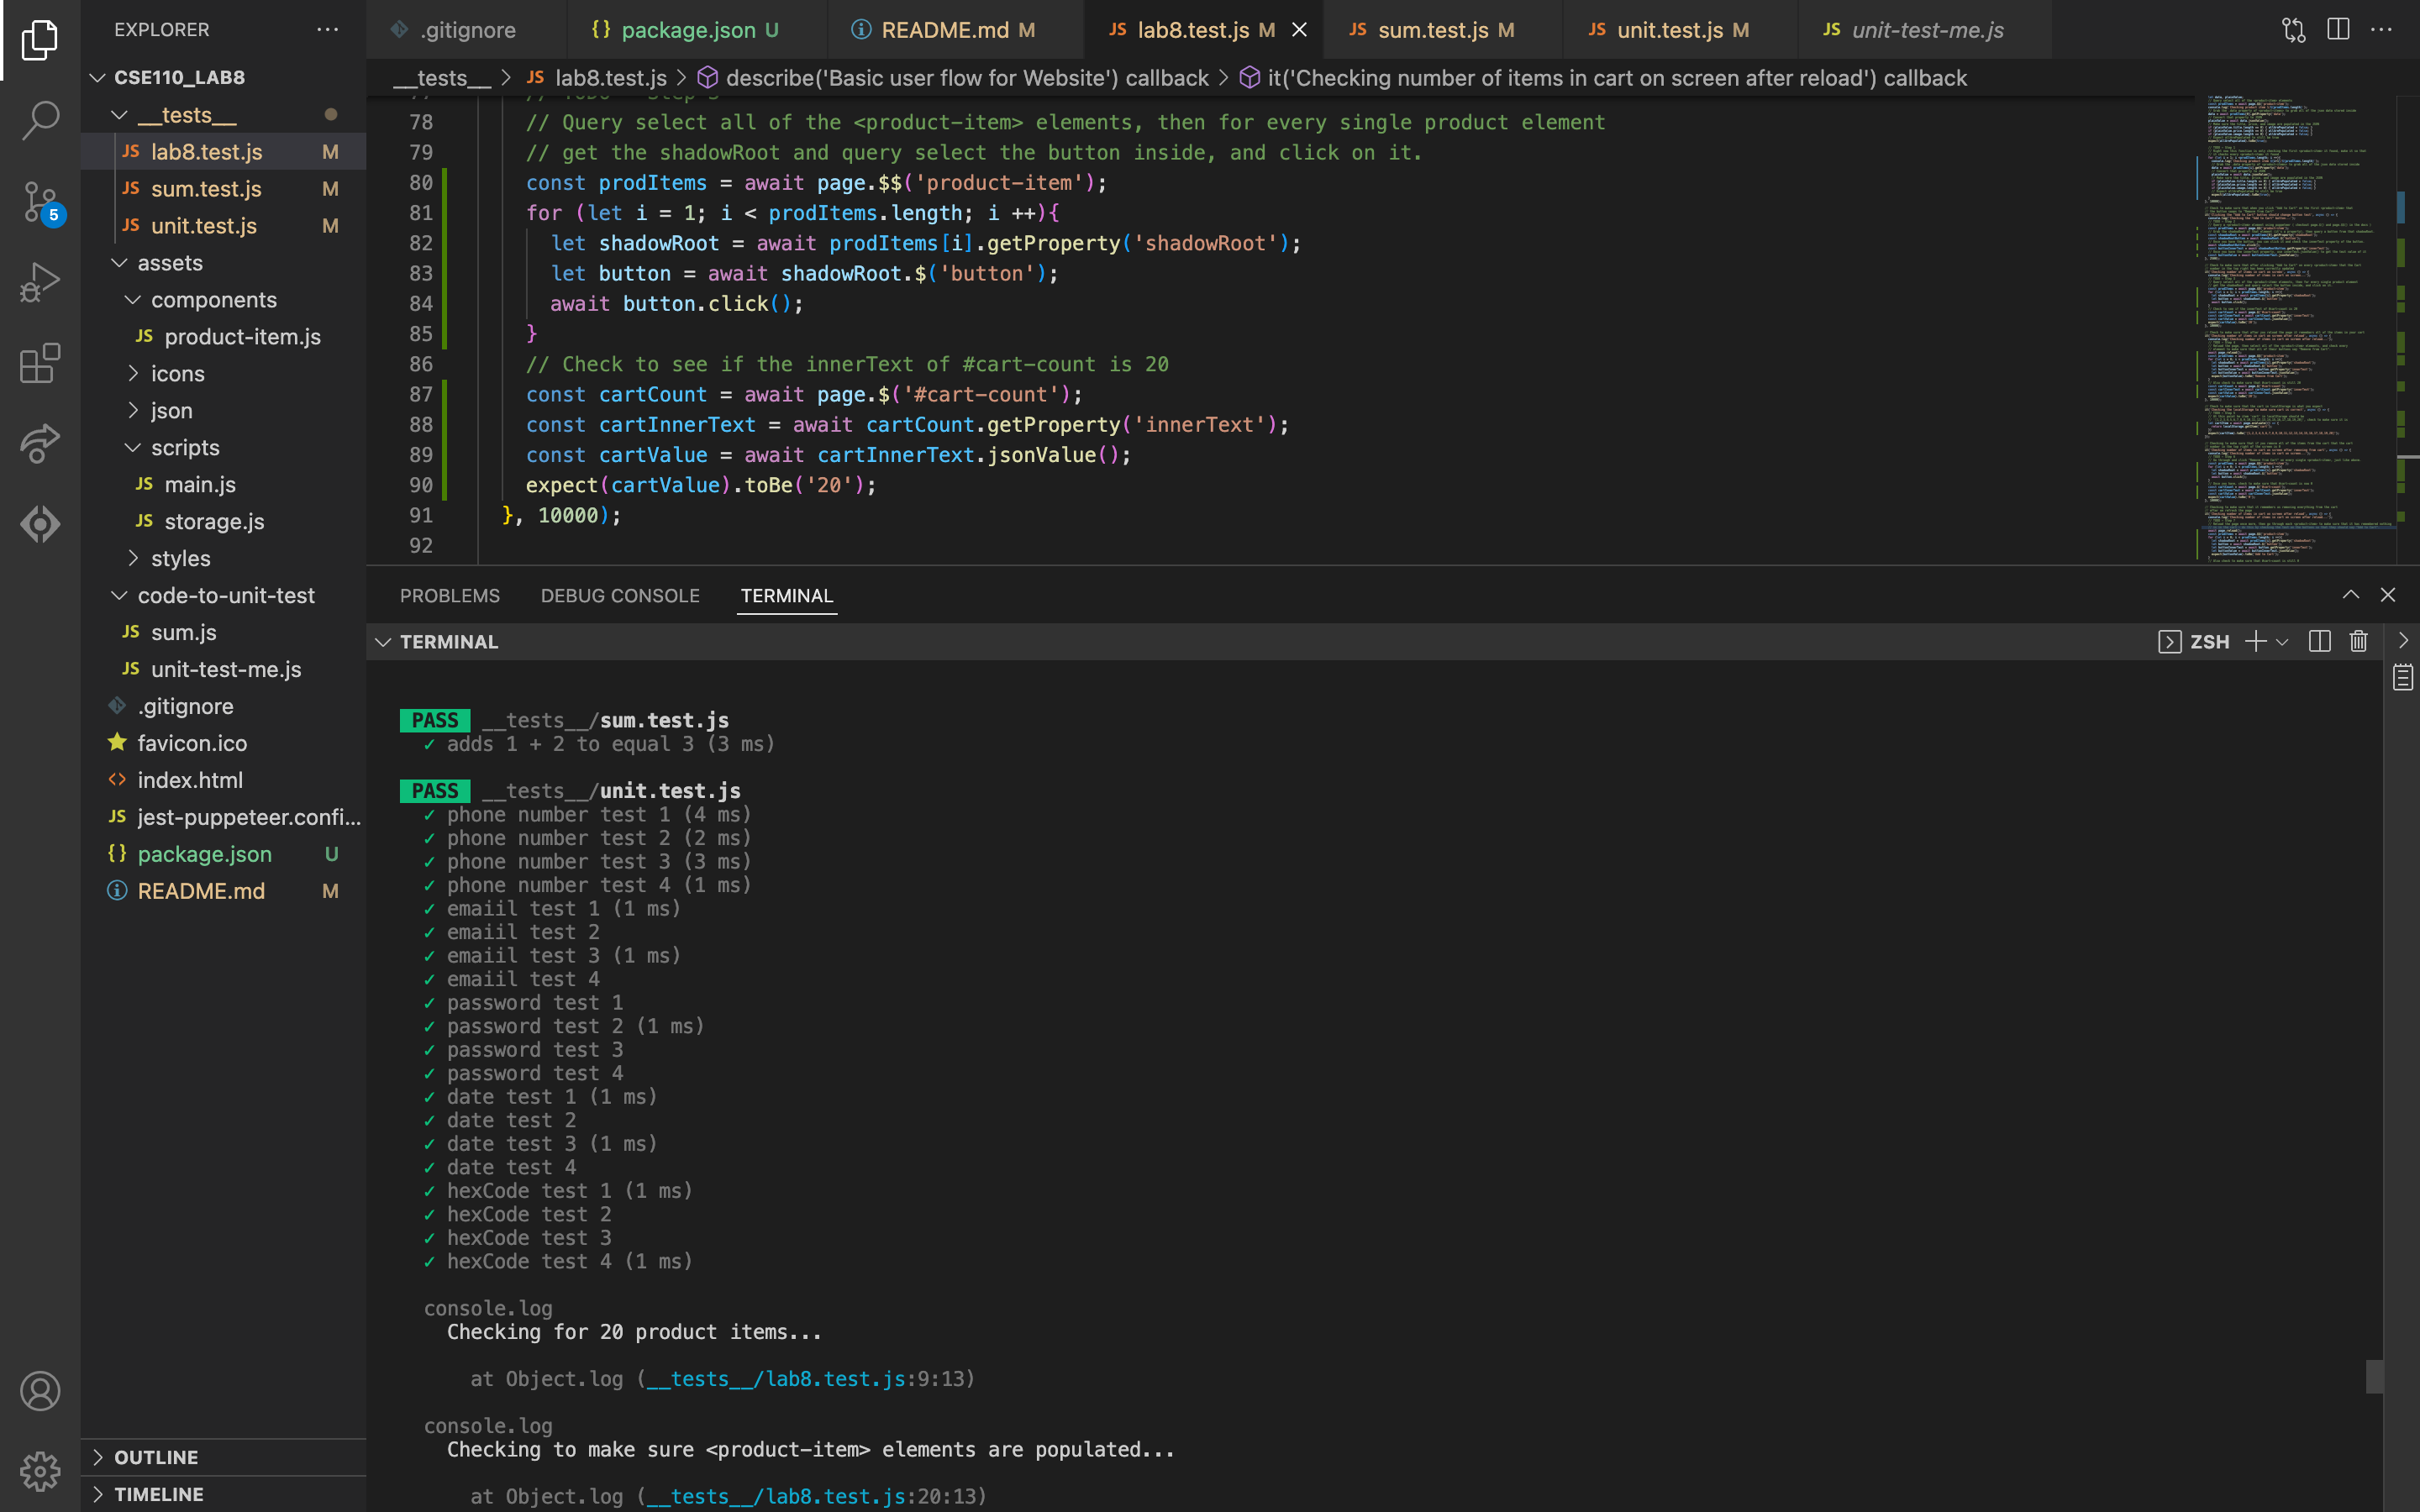 EXPLORER
CSE110_LAB8
__tests__
lab8.test.js M
sum.test.js M
unit.test.js M
assets
components
JS product-item.js
icons
json
scripts
JS main.js
JS storage.js
styles
code-to-unit-test
JS sum.js
JS unit-test-me.js
.gitignore
favicon.ico
index.html
JS jest-puppeteer.confi...
{} package.json U
README.md M
OUTLINE
TIMELINE
5
.gitignore
{} package.json U
README.md M
JS lab8.test.js M
JS sum.test.js M
JS unit.test.js M
JS unit-test-me.js
__tests__ > JS lab8.test.js > describe('Basic user flow for Website') callback > it('Checking number of items in cart on screen after reload') callback
78 // Query select all of the <product-item> elements, then for every single product element
79 // get the shadowRoot and query select the button inside, and click on it.
80 const prodItems = await page.$$('product-item');
81 for (let i = 1; i < prodItems.length; i ++){
82 let shadowRoot = await prodItems[i].getProperty('shadowRoot');
83 let button = await shadowRoot.$('button');
84 await button.click();
85 }
86 // Check to see if the innerText of #cart-count is 20
87 const cartCount = await page.$('#cart-count');
88 const cartInnerText = await cartCount.getProperty('innerText');
89 const cartValue = await cartInnerText.jsonValue();
90 expect(cartValue).toBe('20');
91 }, 10000);
92
PROBLEMS DEBUG CONSOLE TERMINAL
TERMINAL
ZSH
PASS __tests__/sum.test.js
✓ adds 1 + 2 to equal 3 (3 ms)
PASS __tests__/unit.test.js
✓ phone number test 1 (4 ms)
✓ phone number test 2 (2 ms)
✓ phone number test 3 (3 ms)
✓ phone number test 4 (1 ms)
✓ emaiil test 1 (1 ms)
✓ emaiil test 2
✓ emaiil test 3 (1 ms)
✓ emaiil test 4
✓ password test 1
✓ password test 2 (1 ms)
✓ password test 3
✓ password test 4
✓ date test 1 (1 ms)
✓ date test 2
✓ date test 3 (1 ms)
✓ date test 4
✓ hexCode test 1 (1 ms)
✓ hexCode test 2
✓ hexCode test 3
✓ hexCode test 4 (1 ms)
console.log
Checking for 20 product items...
at Object.log (__tests__/lab8.test.js:9:13)
console.log
Checking to make sure <product-item> elements are populated...
at Object.log (__tests__/lab8.test.js:20:13)